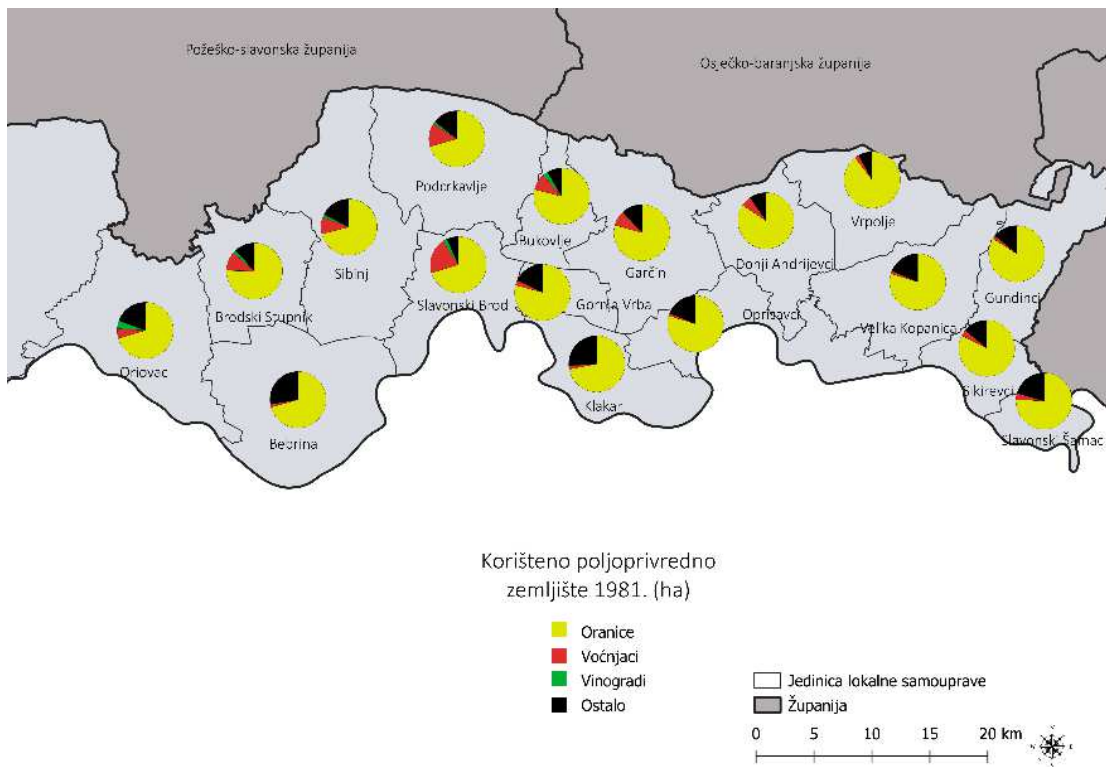 Požeško-slavonska županija
Osječko-baranjska županija
Podcrkavlje
Vrpolje
Bukovlje
Sibinj
Garčin
Donji Andrijevci
Gundinci
Slavonski Brod
Gornja Vrba
Oprisavci
Brodski Stupnik
Velika Kopanica
Oriovac
Sikirevci
Klakar
Bebrina
Slavonski Šamac
Korišteno poljoprivredno
zemljište 1981. (ha)
Oranice
Voćnjaci
Vinogradi
Ostalo
Jedinica lokalne samouprave
Županija
0 5 10 15 20 km